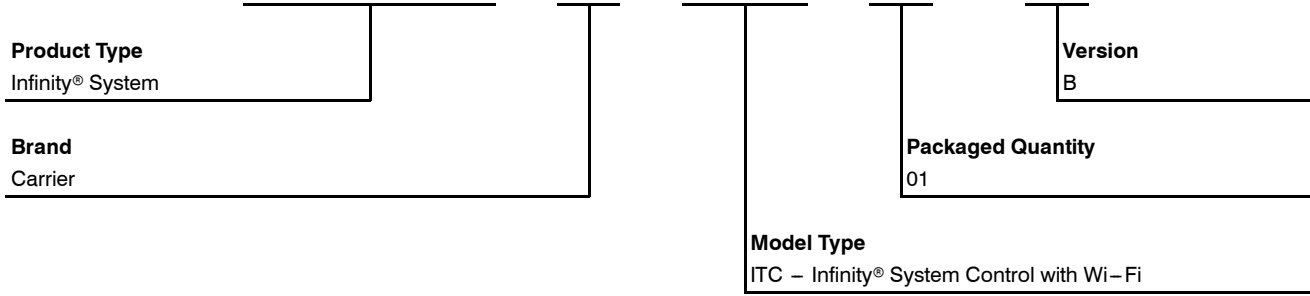 Product Type
Infinity® System
Version
B
Brand
Carrier
Packaged Quantity
01
Model Type
ITC – Infinity® System Control with Wi–Fi